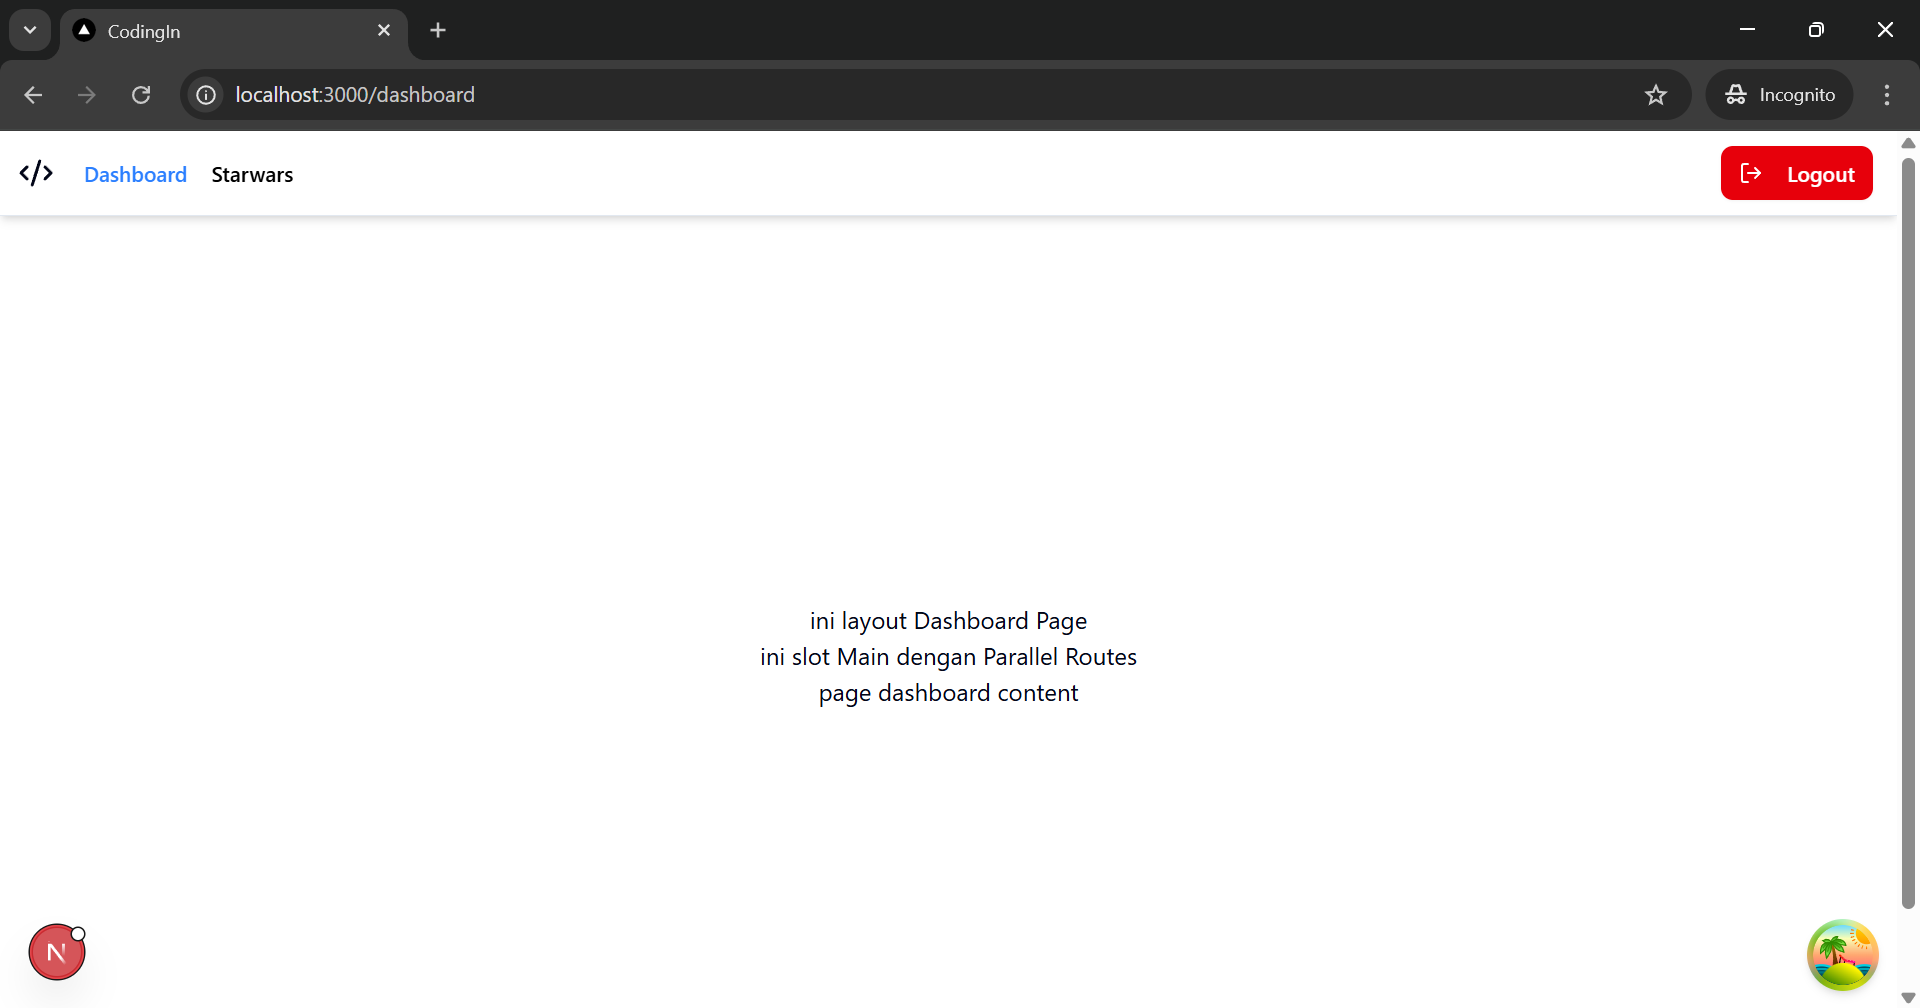 CodingIn
localhost:3000/dashboard
Incognito
</> Dashboard Starwars
Logout
ini layout Dashboard Page
ini slot Main dengan Parallel Routes
page dashboard content
N